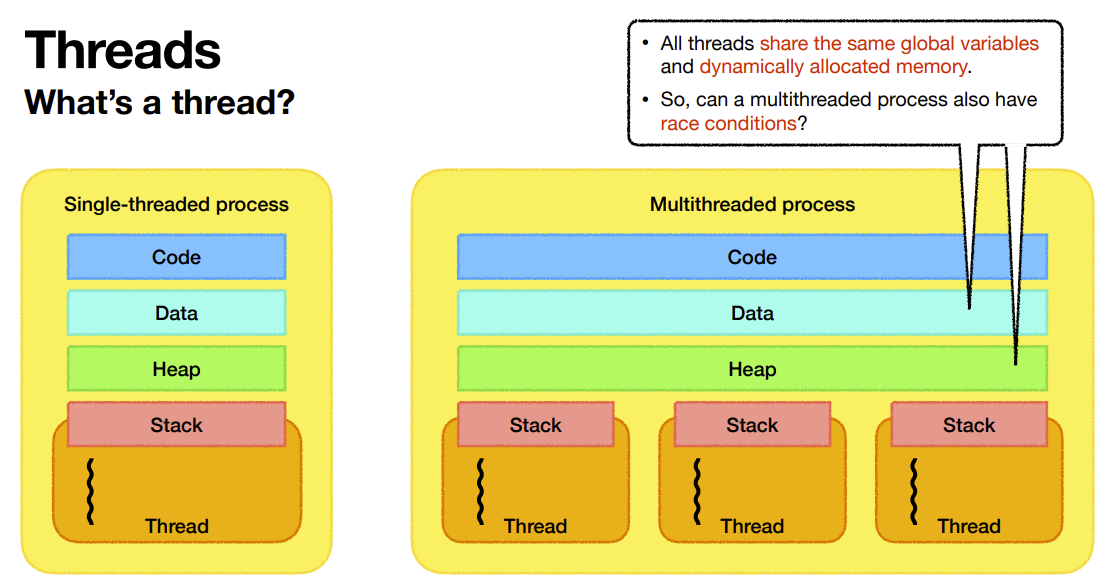 Threads
What's a thread?
• All threads share the same global variables
and dynamically allocated memory.
• So, can a multithreaded process also have
race conditions?
Single-threaded process
Code
Data
Heap
Stack
Thread
Multithreaded process
Code
Data
Heap
Stack
Stack
Stack
Thread
Thread
Thread